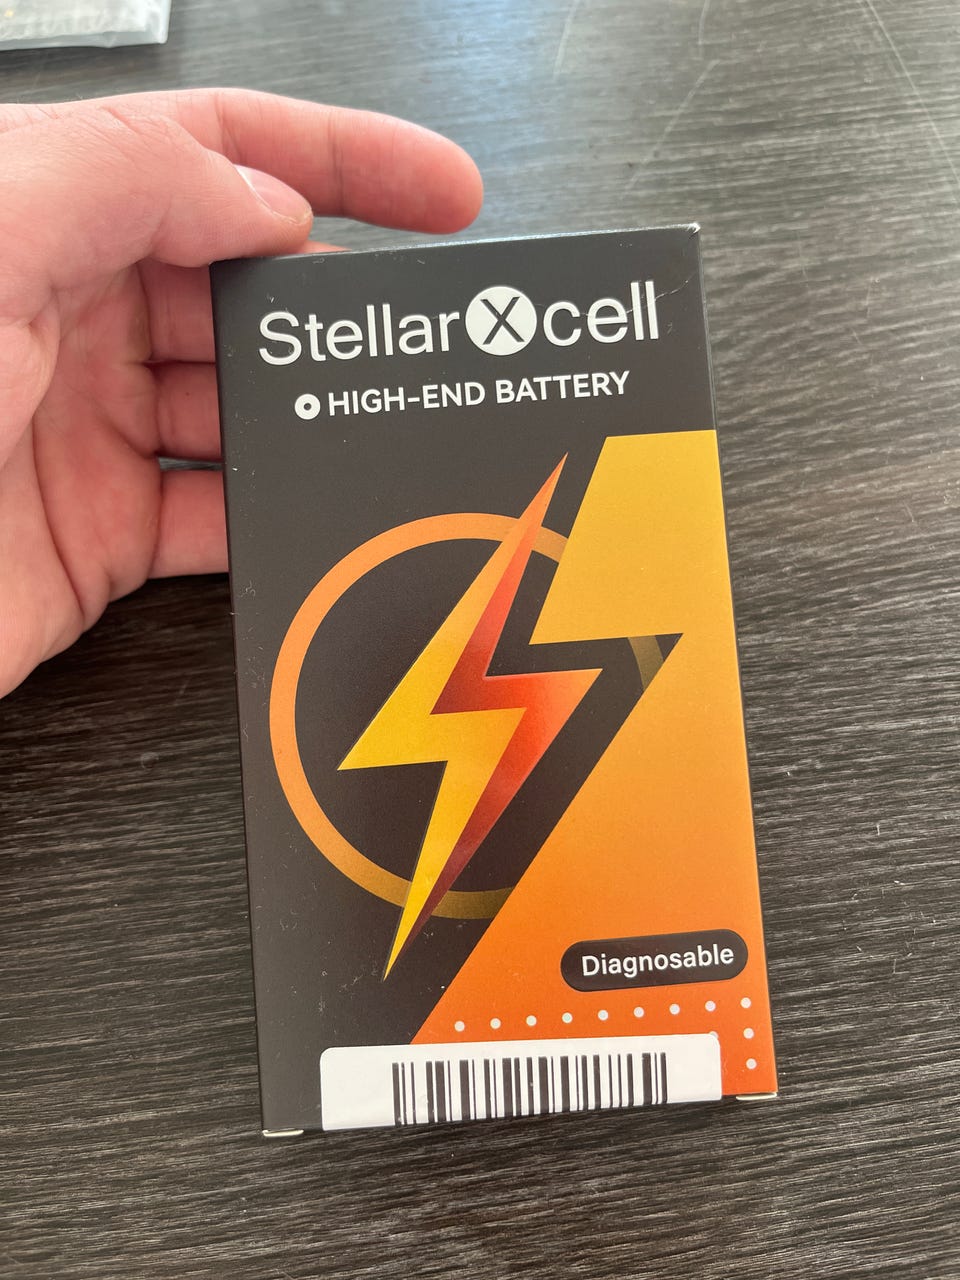 StellarXcell
HIGH-END BATTERY
Diagnosable